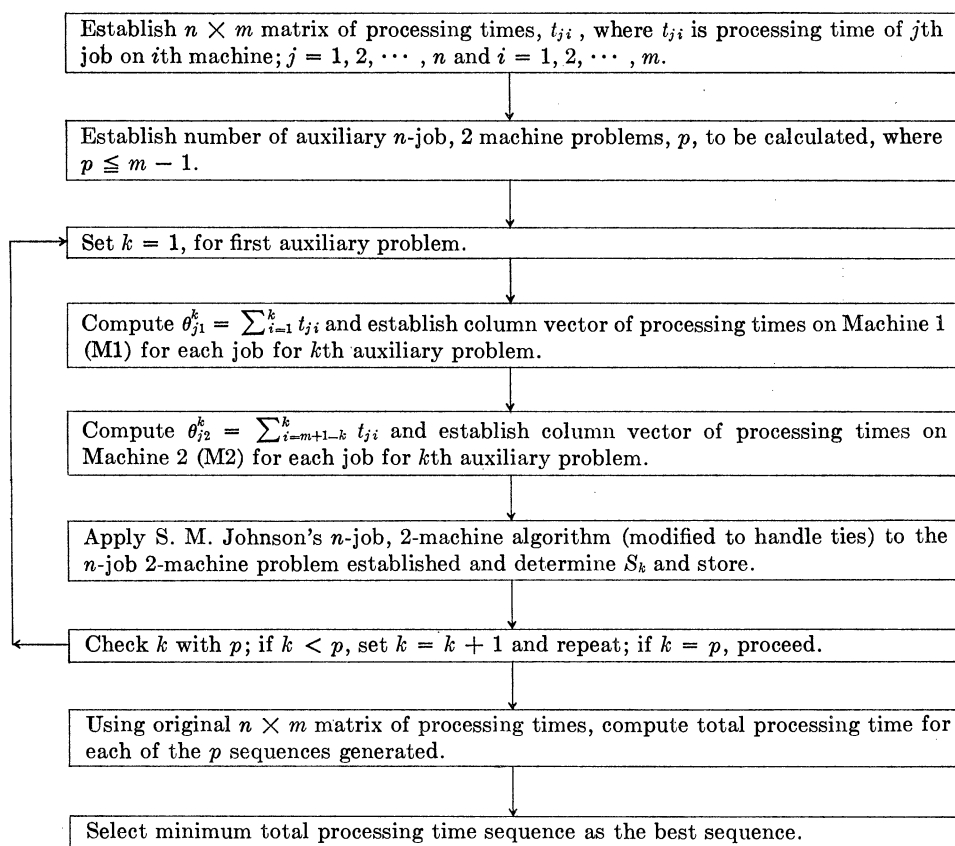 Establish n × m matrix of processing times, t_{ji} , where t_{ji} is processing time of jth
job on ith machine; j = 1, 2, ⋯ , n and i = 1, 2, ⋯ , m.
Establish number of auxiliary n-job, 2 machine problems, p, to be calculated, where
p ≦ m − 1.
Set k = 1, for first auxiliary problem.
Compute θ^k_{j1} = ∑^k_{i=1} t_{ji} and establish column vector of processing times on Machine 1
(M1) for each job for kth auxiliary problem.
Compute θ^k_{j2} = ∑^k_{i=m+1−k} t_{ji} and establish column vector of processing times on
Machine 2 (M2) for each job for kth auxiliary problem.
Apply S. M. Johnson's n-job, 2-machine algorithm (modified to handle ties) to the
n-job 2-machine problem established and determine S_k and store.
Check k with p; if k < p, set k = k + 1 and repeat; if k = p, proceed.
Using original n × m matrix of processing times, compute total processing time for
each of the p sequences generated.
Select minimum total processing time sequence as the best sequence.